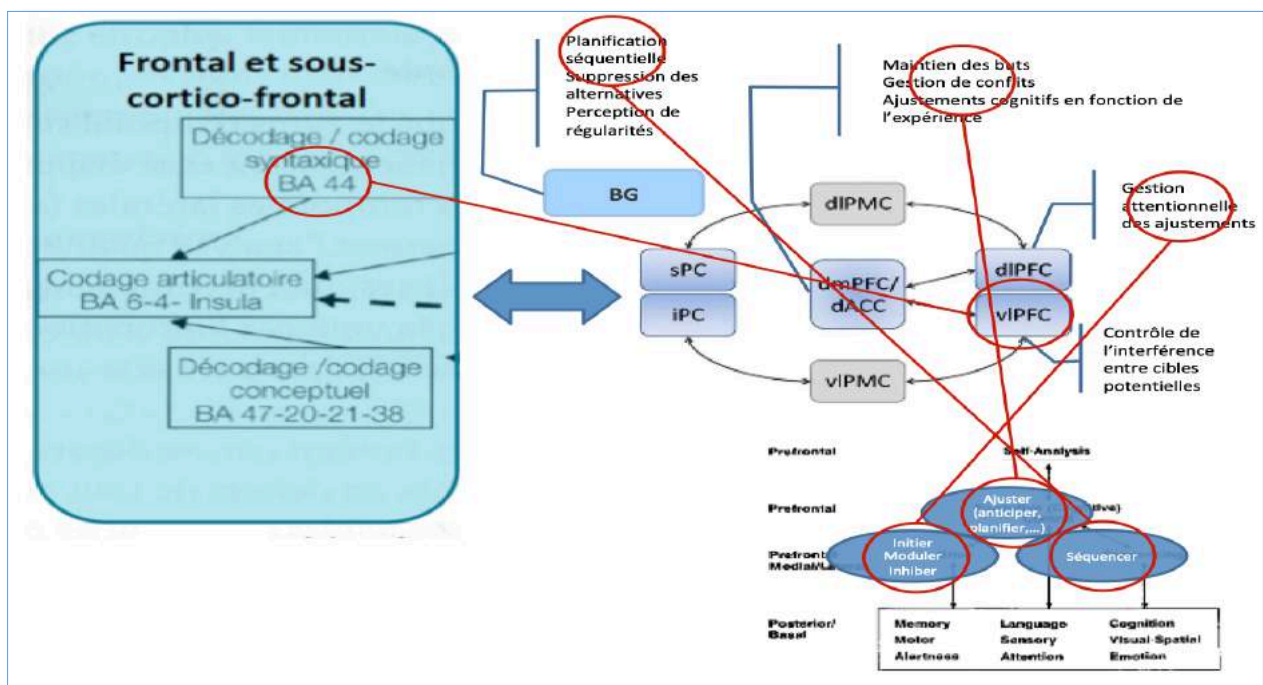 Frontal et sous-
cortico-frontal
Décodage / codage
syntaxique
BA 44
Codage articulatoire
BA 6-4- Insula
Décodage /codage
conceptuel
BA 47-20-21-38
Planification
séquentielle
Suppression des
alternatives
Perception de
régularités
BG
Maintien des buts
Gestion de conflits
Ajustements cognitifs en fonction de
l’expérience
Gestion
attentionnelle
des ajustements
dlPMC
sPC
iPC
dmPFC/
dACC
dlPFC
vlPFC
vlPMC
Contrôle de
l’interférence
entre cibles
potentielles
Prefrontal
Self-Analysis
Prefrontal
Ajuster
(anticiper,
planifier,...)
Medial/
Initier
Moduler
Inhiber
Séquencer
Posterior/
Basal
Memory Language Cognition
Motor Sensory Visual-Spatial
Alertness Attention Emotion